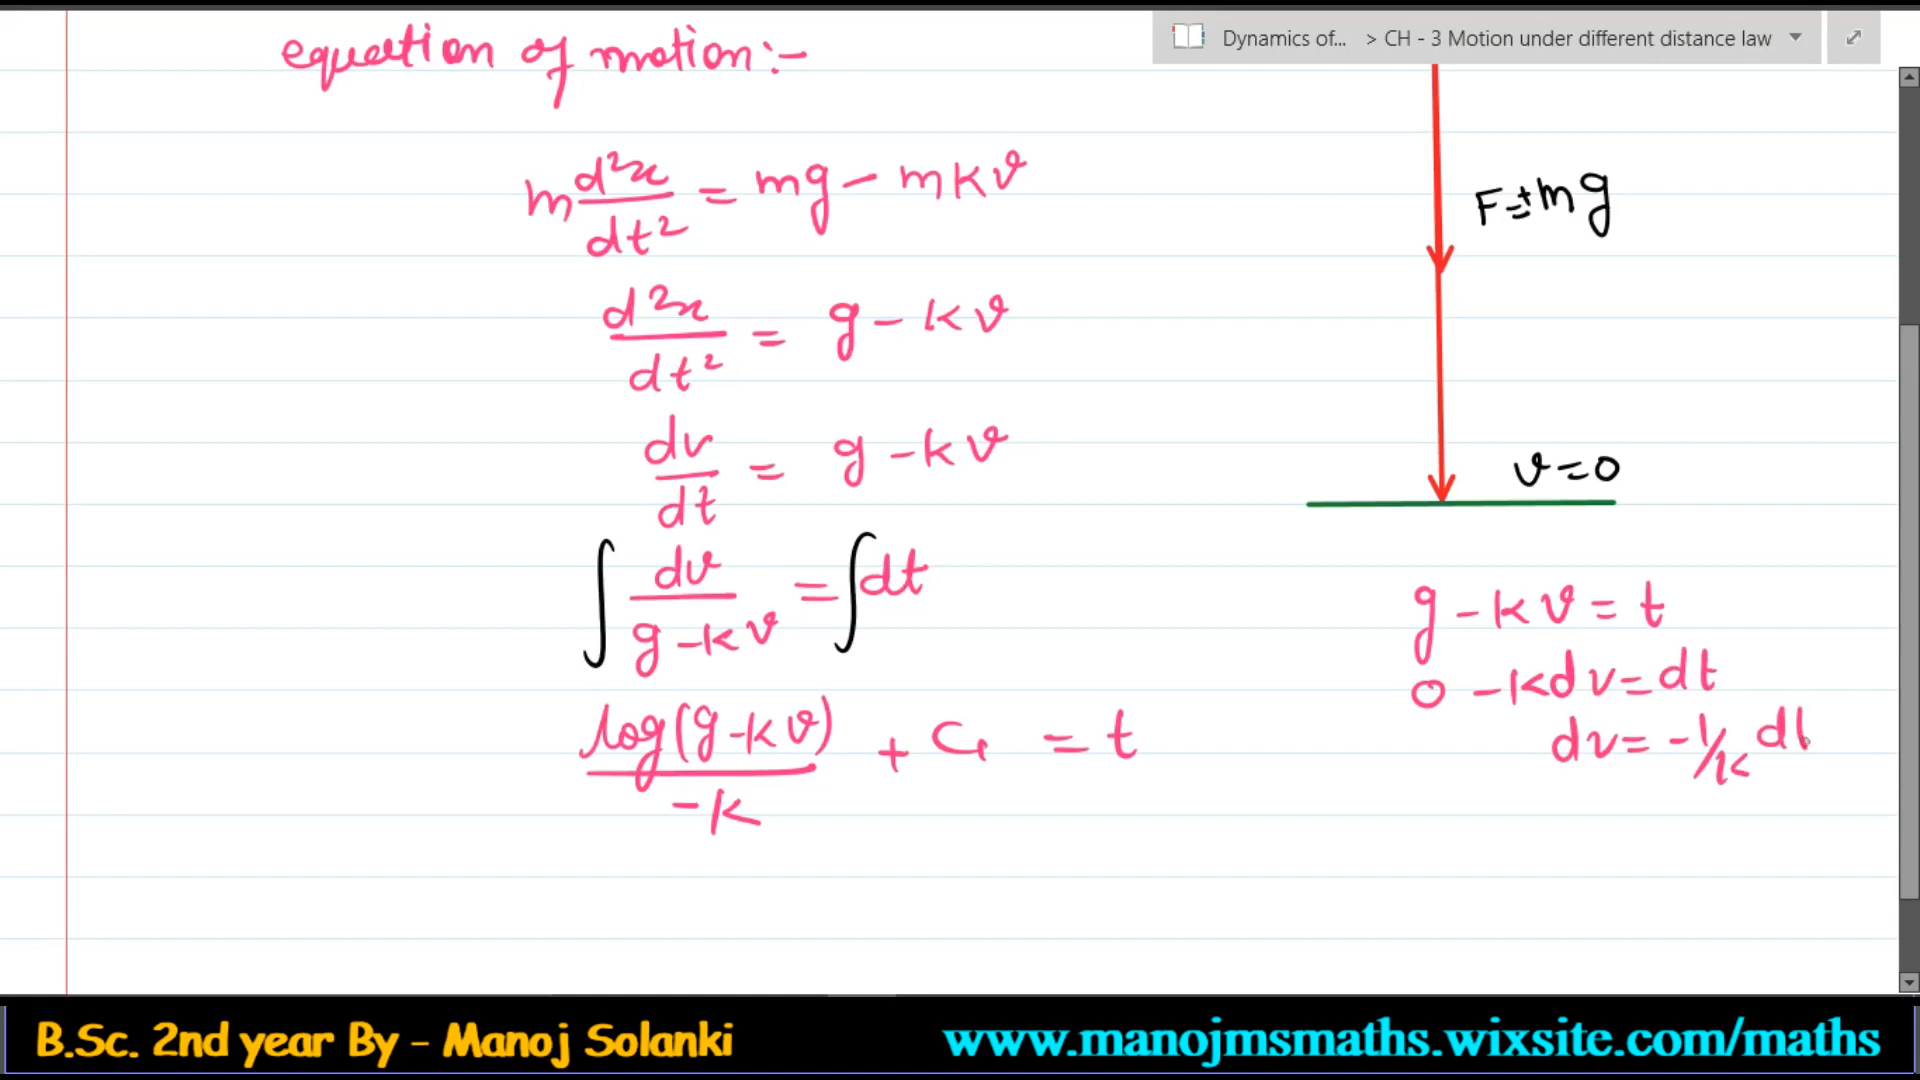 equation of motion:-
Dynamics of... > CH - 3 Motion under different distance law
m d²x/dt² = mg - mkv
F=+mg
d²x/dt² = g - kv
dv/dt = g - kv
v=0
∫ dv/g-kv = ∫dt
g - kv = t
0 - kdv = dt
log(g-kv)/-k + C₁ = t
dv = -1/k dt
B.Sc. 2nd year By - Manoj Solanki
www.manojmsmaths.wixsite.com/maths